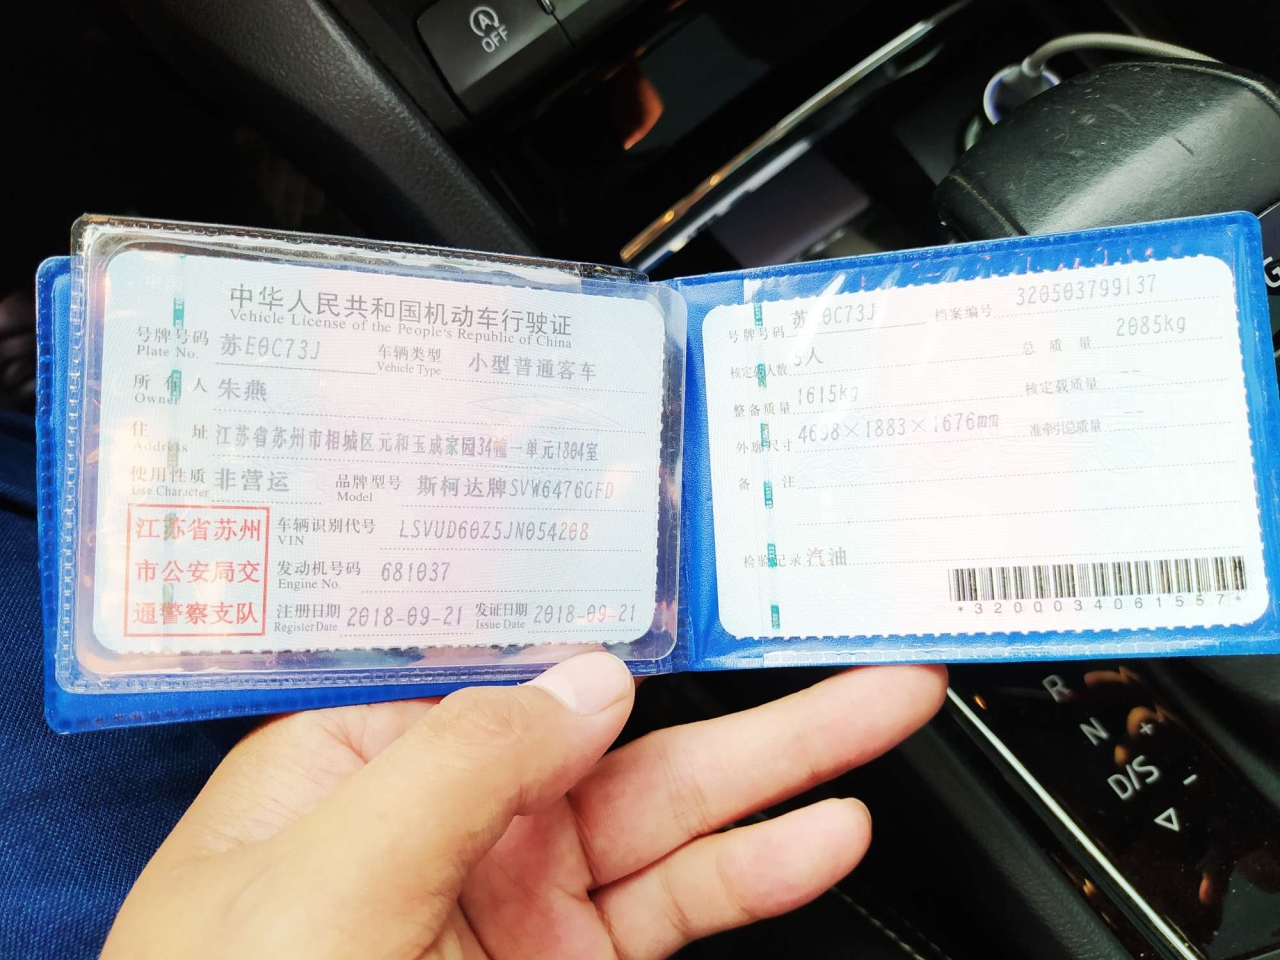 A
OFF
中华人民共和国机动车行驶证
Vehicle License of the People's Republic of China
号牌号码 苏E0C73J 车辆类型 小型普通客车
Plate No. Vehicle Type
所有人 朱燕
Owner
住址 江苏省苏州市相城区元和玉成家园34幢一单元1804室
Address
使用性质 非营运 品牌型号 斯柯达牌SVW6476GFD
Use Character Model
江苏省苏州
市公安局交
通警察支队
车辆识别代号 LSVUD60Z5JN054208
VIN
发动机号码 681037
Engine No.
注册日期 2018-09-21 发证日期 2018-09-21
Register Date Issue Date
号牌号码 苏E0C73J 档案编号 320503799137
核定载人数 5人 总质量 2085kg
整备质量 1615kg 核定载质量 --
外廓尺寸 4698×1883×1676mm 准牵引总质量 --
备注
检验记录 汽油
*3200034061557*
R
N +
D/S -